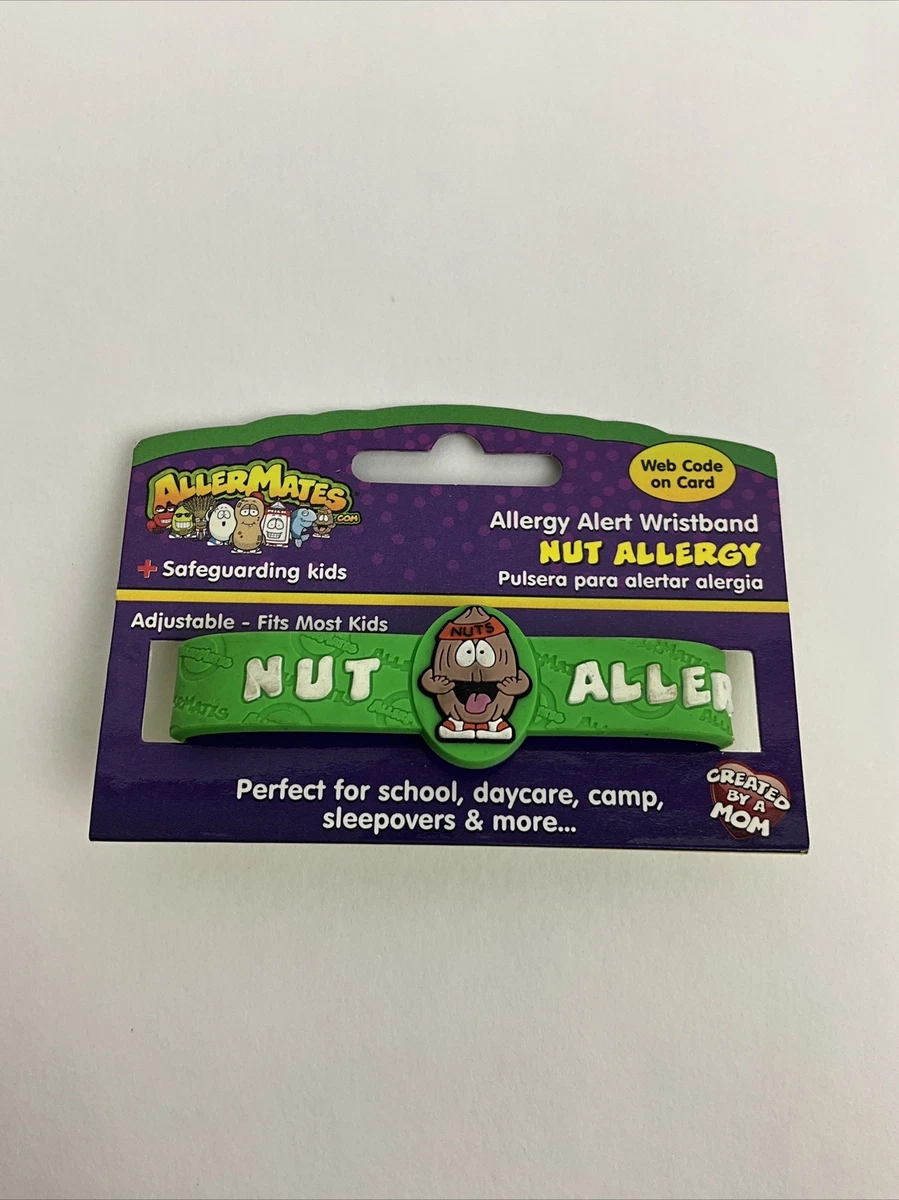 Web Code
on Card
ALLERMATES
.COM
Allergy Alert Wristband
NUT ALLERGY
+ Safeguarding kids
Pulsera para alertar alergia
Adjustable - Fits Most Kids
NUTS
NUT ALLER
Perfect for school, daycare, camp,
sleepovers & more...
CREATED
BY A
MOM